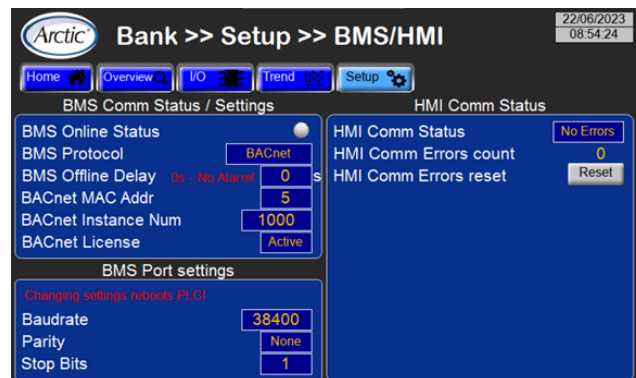 Arctic
Bank >> Setup >> BMS/HMI
22/06/2023
08:54:24
Home
Overview
I/O
Trend
Setup
BMS Comm Status / Settings
BMS Online Status
BMS Protocol BACnet
BMS Offline Delay 0s - No Alarm! 0 s
BACnet MAC Addr 5
BACnet Instance Num 1000
BACnet License Active
BMS Port settings
Changing settings reboots PLC!
Baudrate 38400
Parity None
Stop Bits 1
HMI Comm Status
HMI Comm Status No Errors
HMI Comm Errors count 0
HMI Comm Errors reset Reset